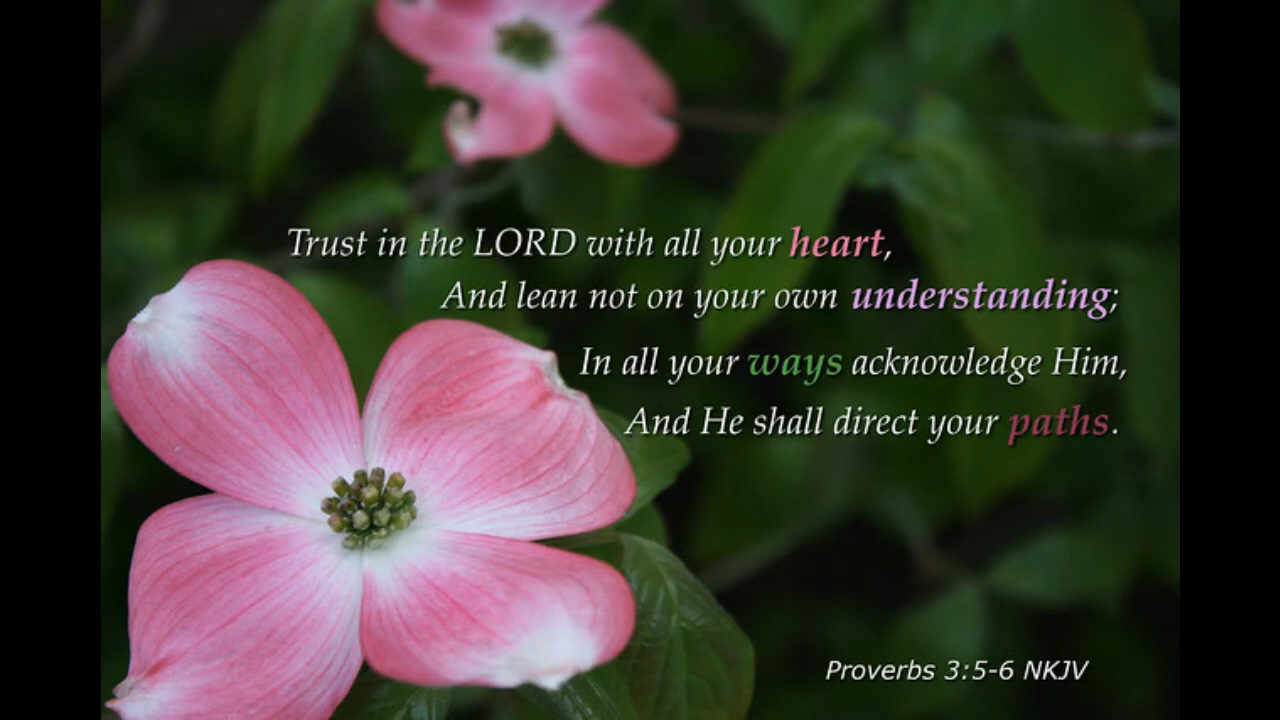 Trust in the LORD with all your heart,
And lean not on your own understanding;
In all your ways acknowledge Him,
And He shall direct your paths.
Proverbs 3:5-6 NKJV